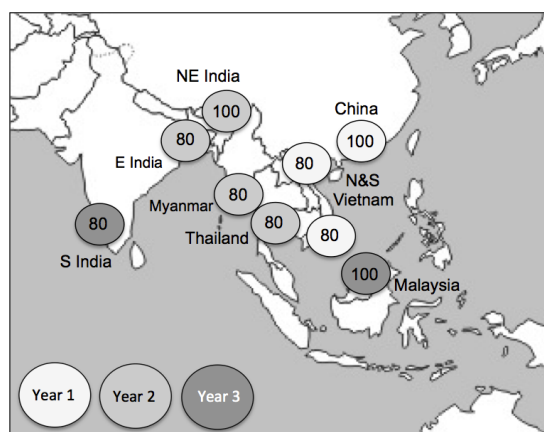 NE India
100
China
100
E India
80
80
N&S
Vietnam
Myanmar
80
Thailand
80
80
80
S India
100
Malaysia
Year 1
Year 2
Year 3